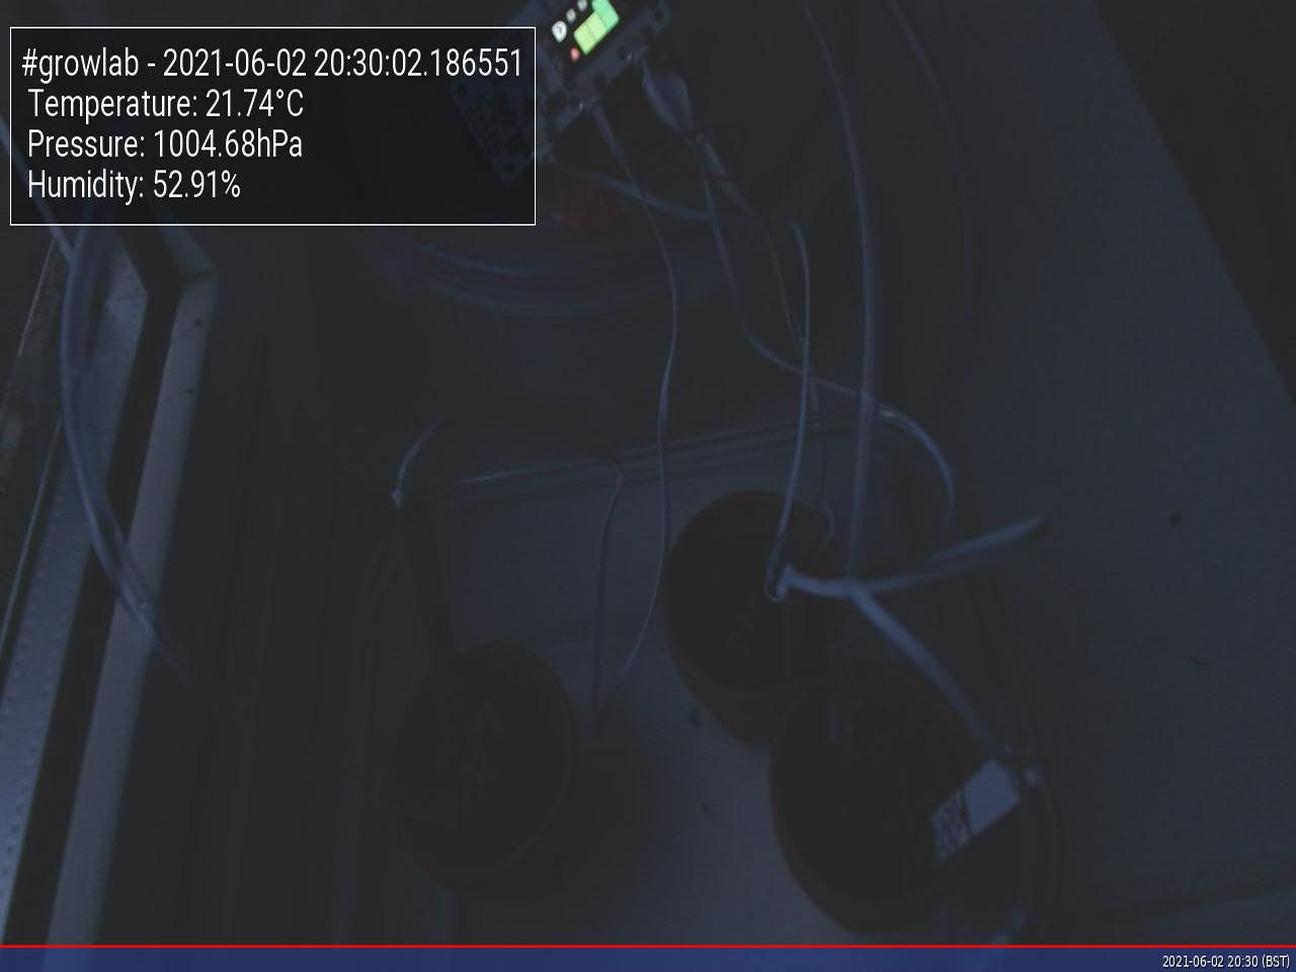 #growlab - 2021-06-02 20:30:02.186551
Temperature: 21.74°C
Pressure: 1004.68hPa
Humidity: 52.91%
2021-06-02 20:30 (BST)